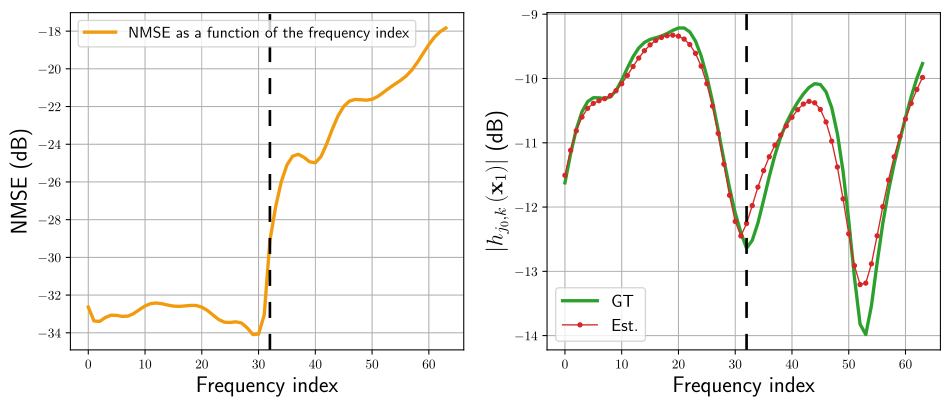 NMSE as a function of the frequency index
NMSE (dB)
−18
−20
−22
−24
−26
−28
−30
−32
−34
0 10 20 30 40 50 60
Frequency index
|h_{j_0,k} (𝐱_1)| (dB)
−9
−10
−11
−12
−13
−14
GT
Est.
0 10 20 30 40 50 60
Frequency index